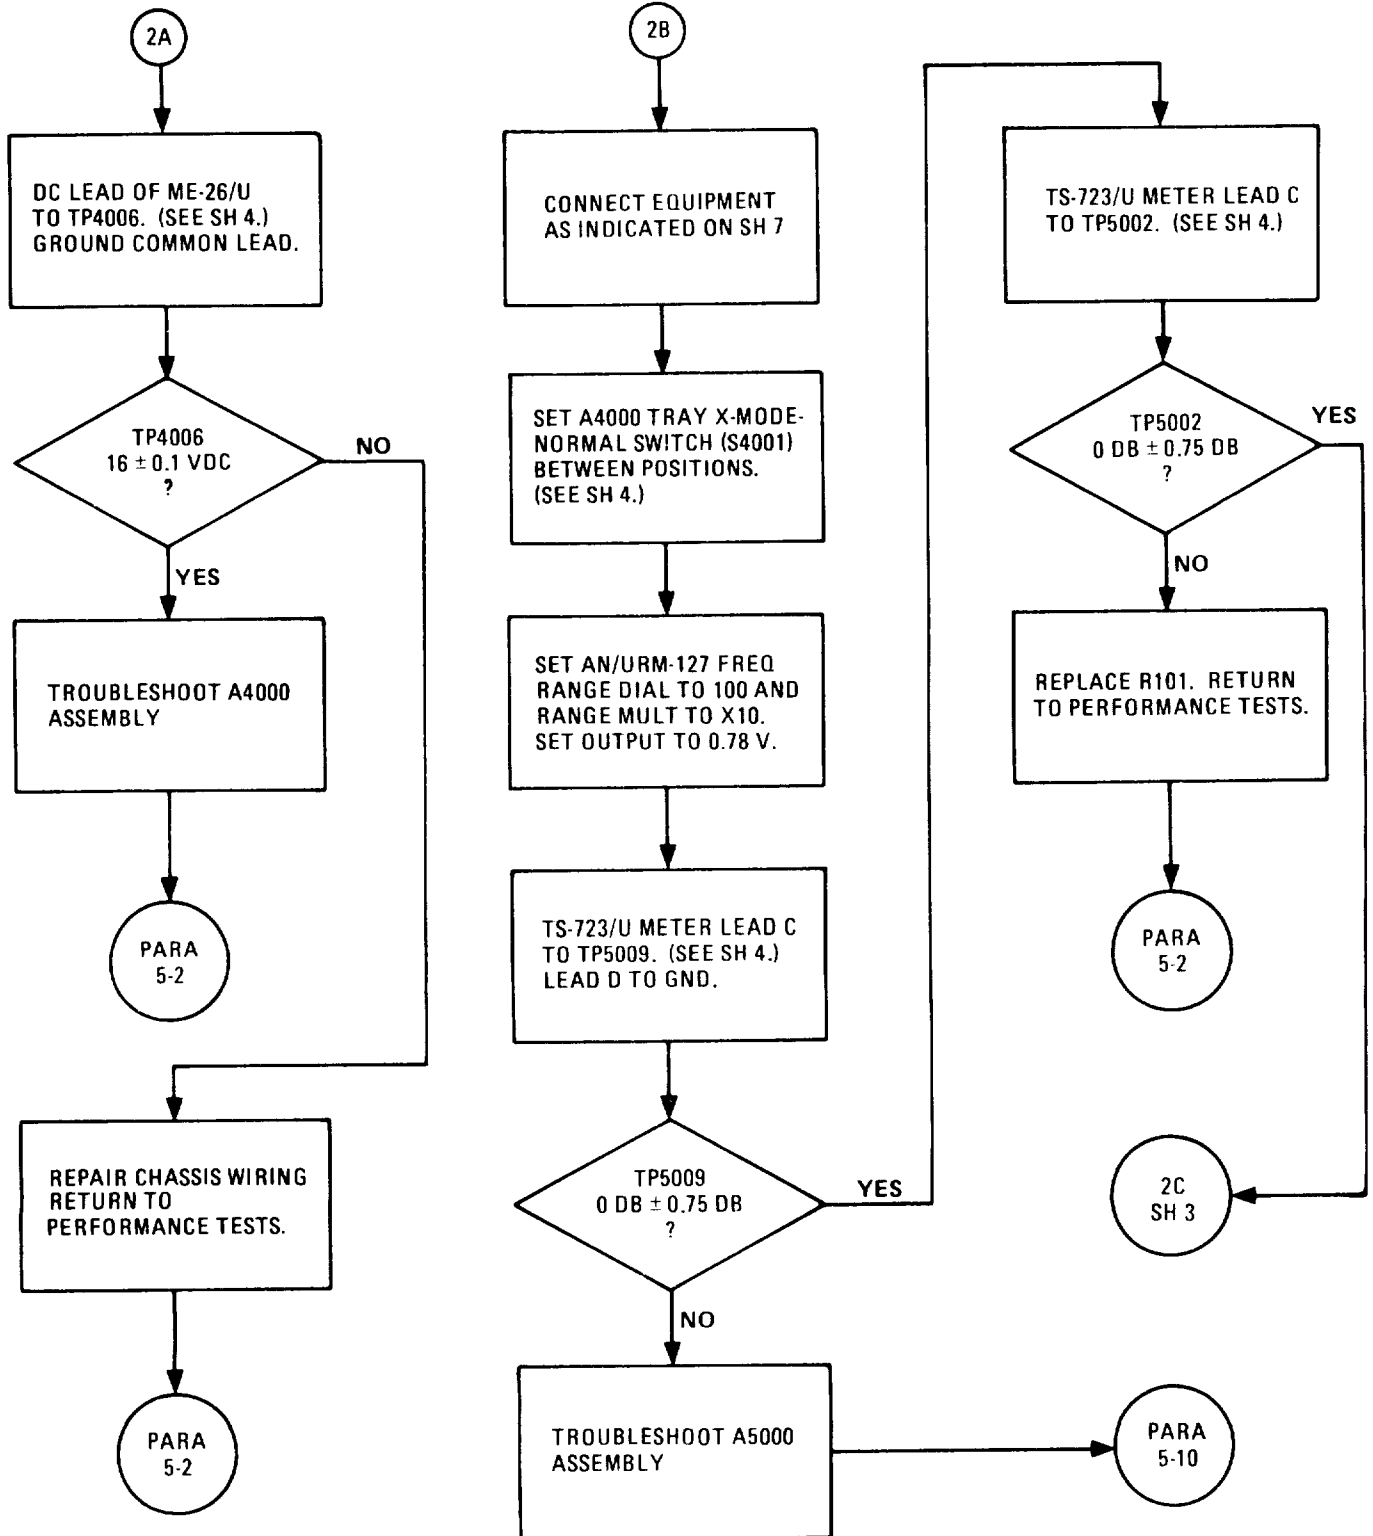 2A
DC LEAD OF ME-26/U
TO TP4006. (SEE SH 4.)
GROUND COMMON LEAD.
TP4006
16 ± 0.1 VDC
?
NO
YES
TROUBLESHOOT A4000
ASSEMBLY
PARA
5-2
REPAIR CHASSIS WIRING
RETURN TO
PERFORMANCE TESTS.
PARA
5-2
2B
CONNECT EQUIPMENT
AS INDICATED ON SH 7
SET A4000 TRAY X-MODE-
NORMAL SWITCH (S4001)
BETWEEN POSITIONS.
(SEE SH 4.)
SET AN/URM-127 FREQ
RANGE DIAL TO 100 AND
RANGE MULT TO X10.
SET OUTPUT TO 0.78 V.
TS-723/U METER LEAD C
TO TP5009. (SEE SH 4.)
LEAD D TO GND.
TP5009
0 DB ± 0.75 DB
?
YES
NO
TROUBLESHOOT A5000
ASSEMBLY
PARA
5-10
TS-723/U METER LEAD C
TO TP5002. (SEE SH 4.)
TP5002
0 DB ± 0.75 DB
?
YES
NO
REPLACE R101. RETURN
TO PERFORMANCE TESTS.
PARA
5-2
2C
SH 3